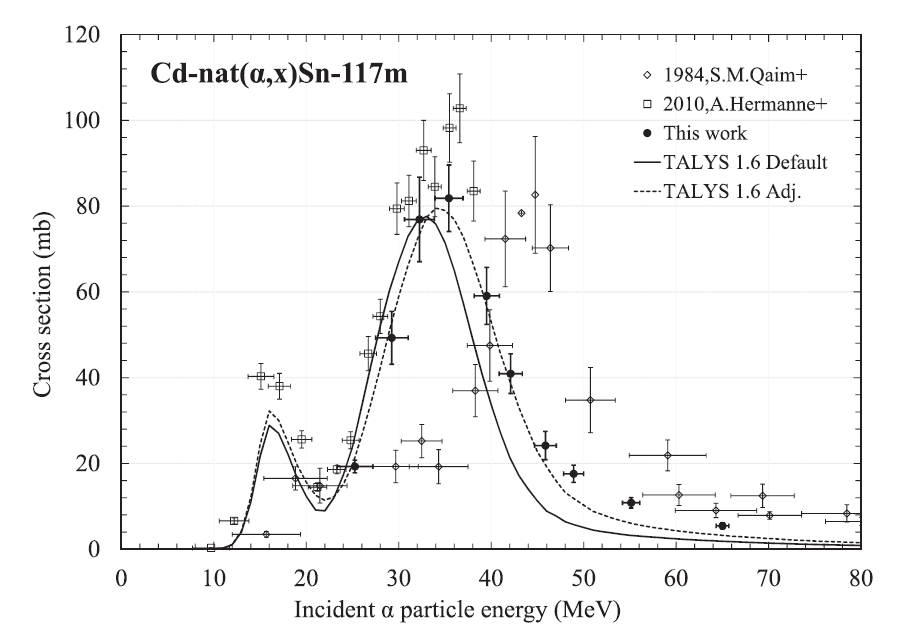 Cd-nat(α,x)Sn-117m
1984,S.M.Qaim+
2010,A.Hermanne+
This work
TALYS 1.6 Default
TALYS 1.6 Adj.
Cross section (mb)
120
100
80
60
40
20
0
0 10 20 30 40 50 60 70 80
Incident α particle energy (MeV)